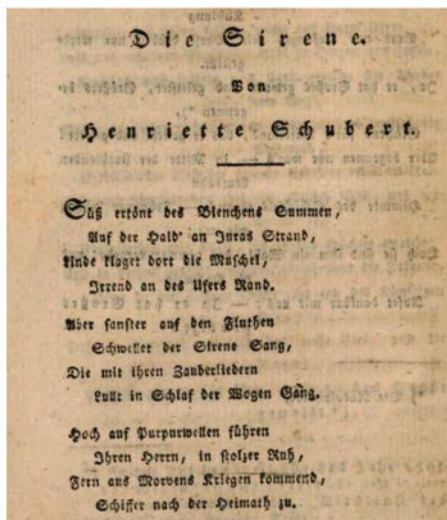 Die Sirene.
Von
Henriette Schubert.
Süß ertönt des Bienchens Summen,
Auf der Haid' an Juras Strand,
Linde klaget dort die Muschel,
Irrend an des Ufers Rand.
Aber sanfter auf den Fluthen
Schwellet der Sirene Sang,
Die mit ihren Zauberliedern
Lullt in Schlaf der Wogen Gang.
Hoch auf Purpurwellen führen
Ihren Herrn, in stolzer Ruh,
Fern aus Morvens Kriegen kommend,
Schiffer nach der Heimath zu.